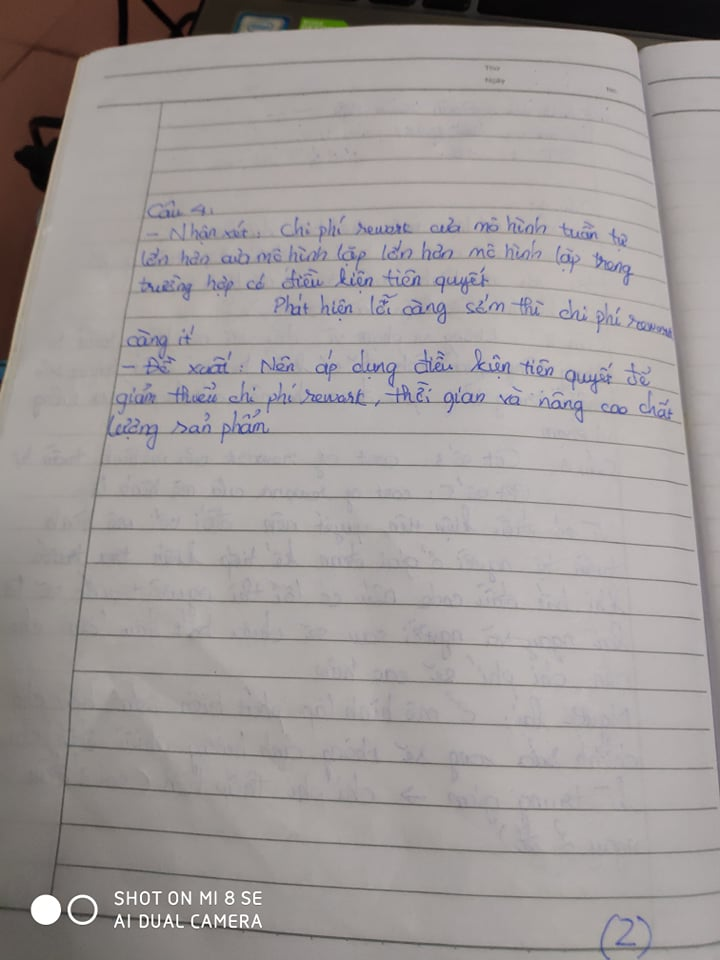 Thứ
Ngày
No.
Câu 4:
- Nhận xét: Chi phí rework của mô hình tuần tự
lớn hơn của mô hình lặp lớn hơn mô hình lặp trong
trường hợp có điều kiện tiên quyết
Phát hiện lỗi càng sớm thì chi phí rework
càng ít
- Đề xuất: Nên áp dụng điều kiện tiên quyết để
giảm thiểu chi phí rework, thời gian và nâng cao chất
lượng sản phẩm
SHOT ON MI 8 SE
AI DUAL CAMERA
(2)